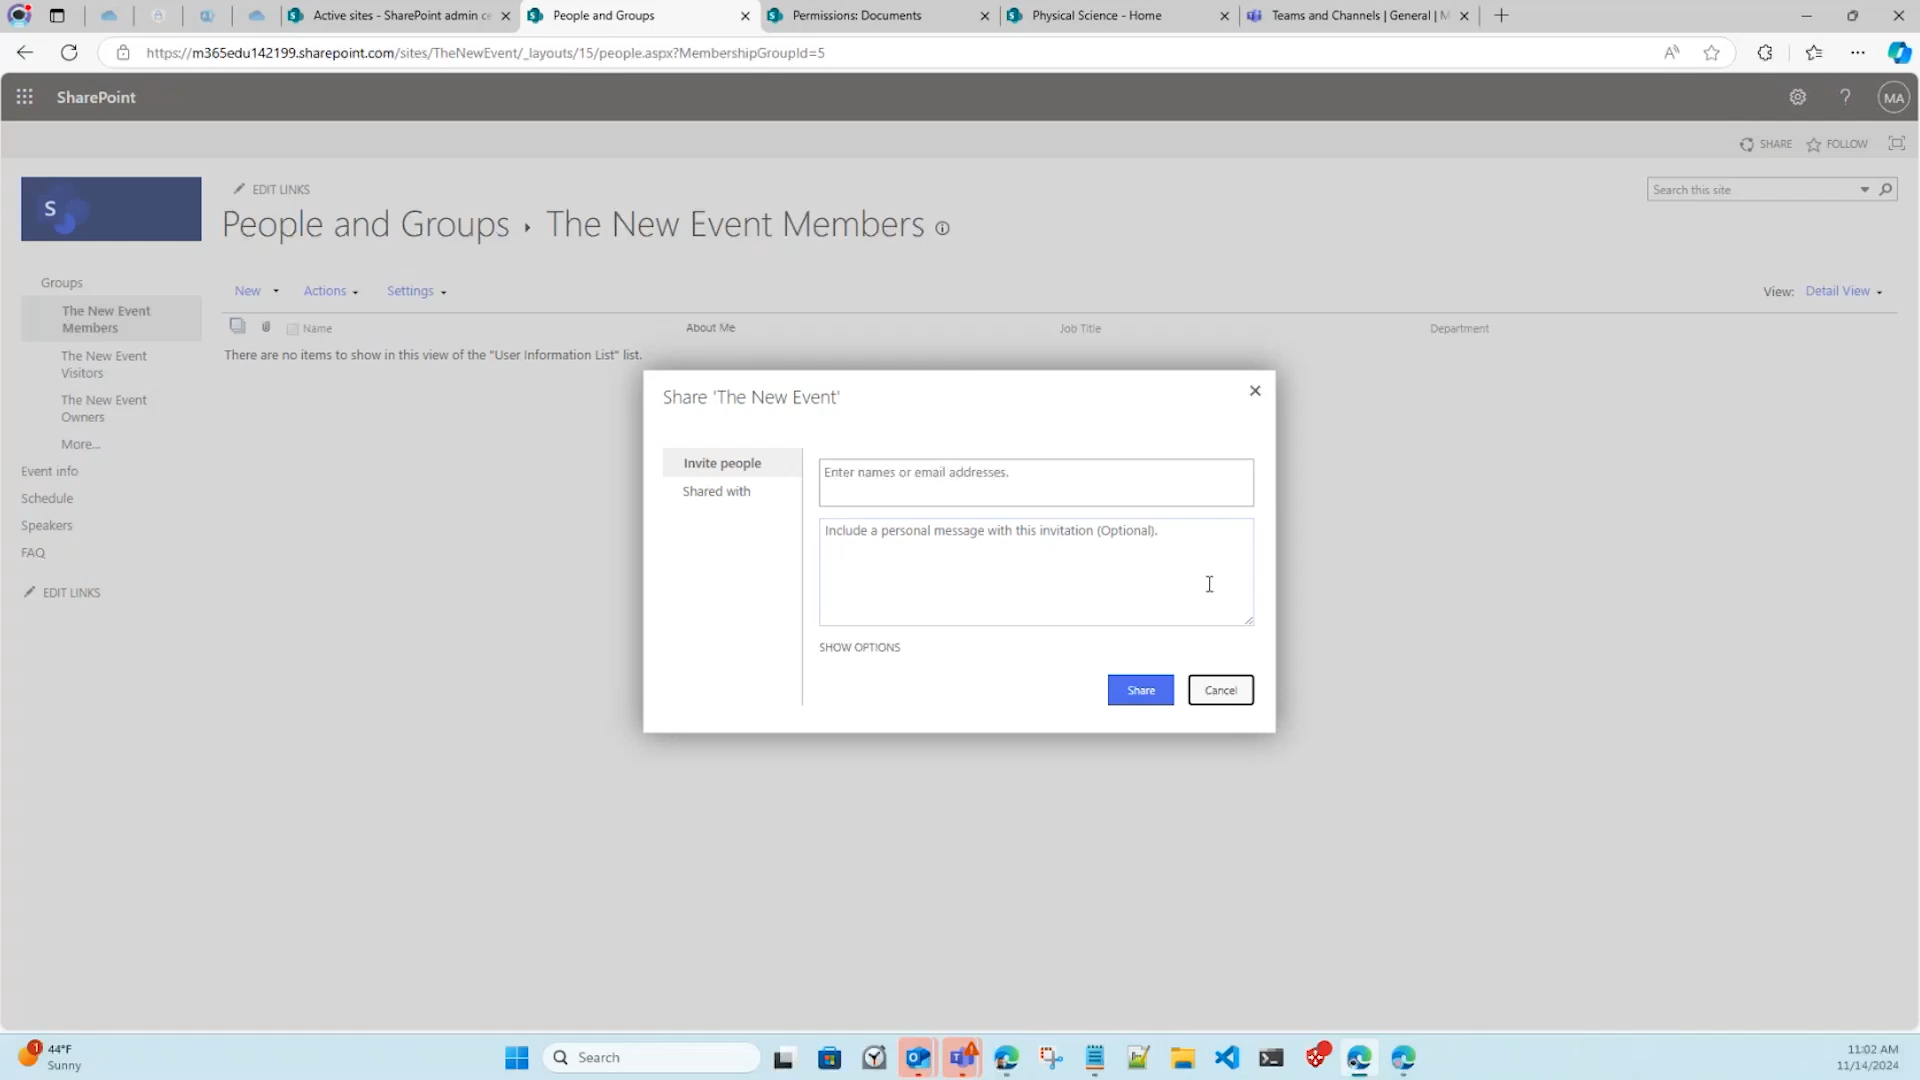 Active sites - SharePoint admin ce
People and Groups
Permissions: Documents
Physical Science - Home
Teams and Channels | General | M
https://m365edu142199.sharepoint.com/sites/TheNewEvent/_layouts/15/people.aspx?MembershipGroupId=5
SharePoint
MA
SHARE
FOLLOW
S
EDIT LINKS
Search this site
People and Groups ▸ The New Event Members
Groups
The New Event
Members
The New Event
Visitors
The New Event
Owners
More...
Event info
Schedule
Speakers
FAQ
EDIT LINKS
New
Actions
Settings
View: Detail View
Name
About Me
Job Title
Department
There are no items to show in this view of the "User Information List" list.
Share 'The New Event'
Invite people
Shared with
Enter names or email addresses.
Include a personal message with this invitation (Optional).
SHOW OPTIONS
Share
Cancel
1
44°F
Sunny
Search
11:02 AM
11/14/2024